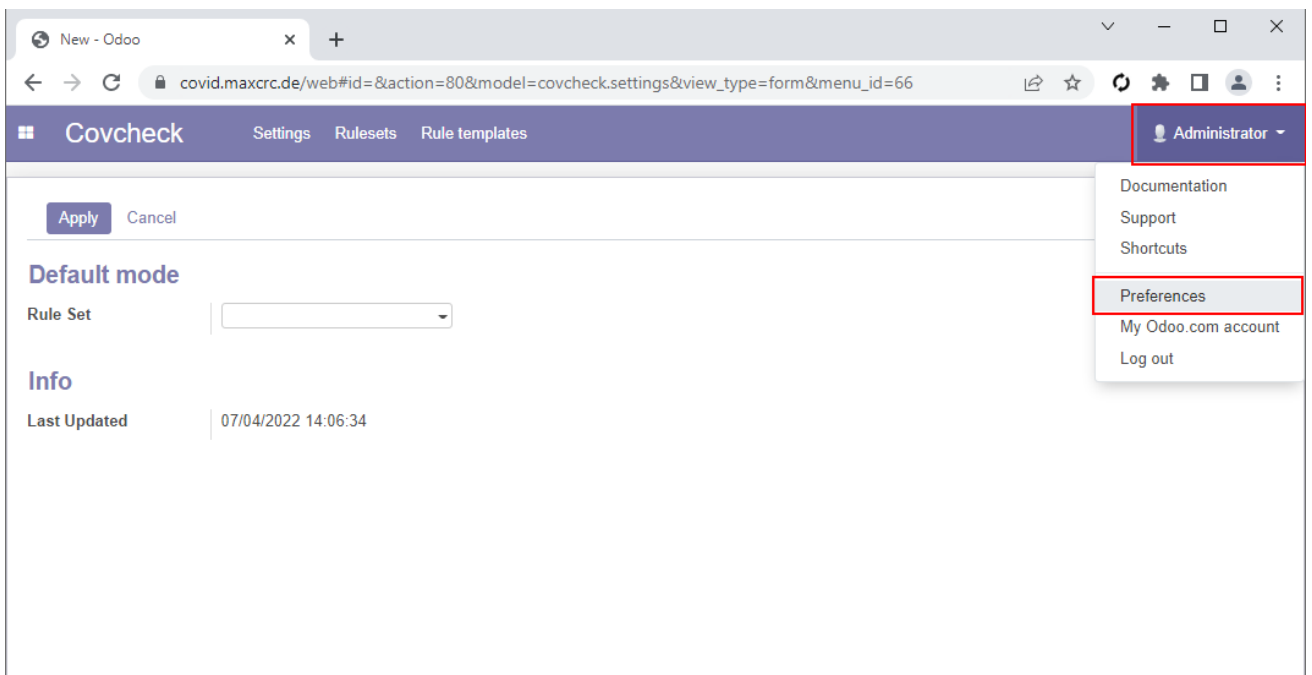 New - Odoo
covid.maxcrc.de/web#id=&action=80&model=covcheck.settings&view_type=form&menu_id=66
Covcheck Settings Rulesets Rule templates Administrator
Documentation
Apply Cancel
Support
Shortcuts
Default mode
Preferences
Rule Set
My Odoo.com account
Log out
Info
Last Updated 07/04/2022 14:06:34